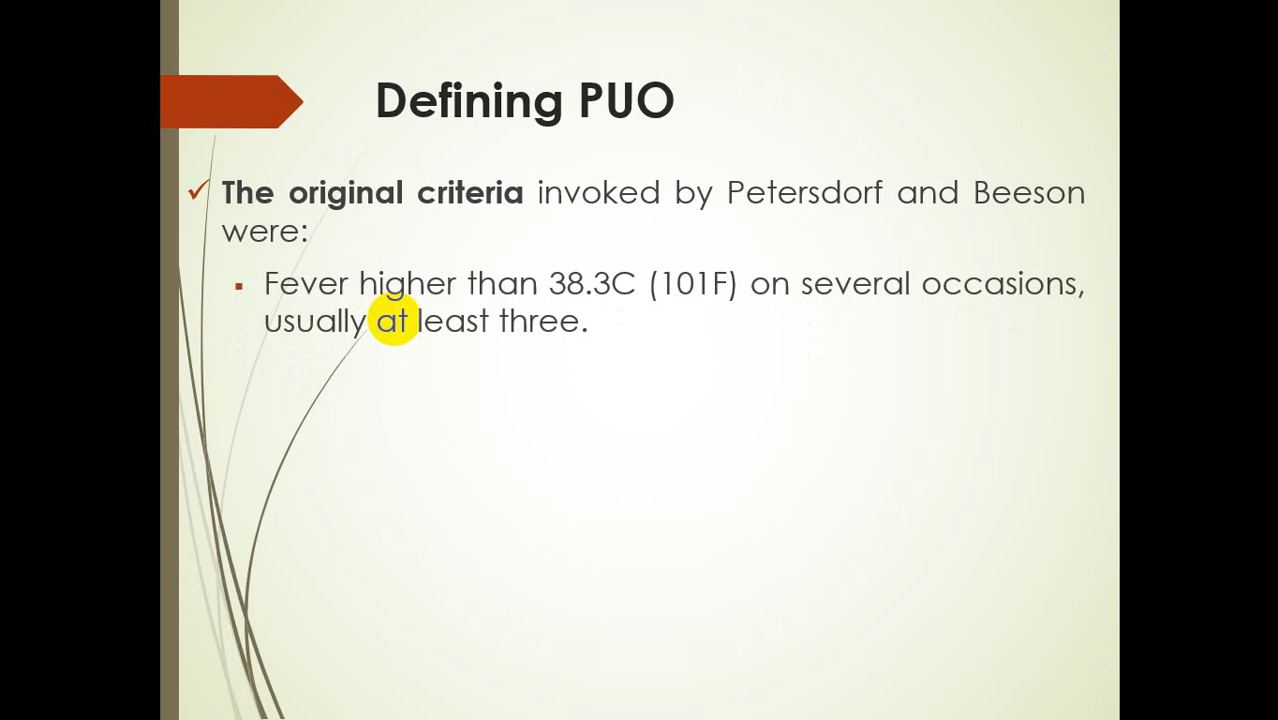 Defining PUO
The original criteria invoked by Petersdorf and Beeson
were:
Fever higher than 38.3C (101F) on several occasions,
usually at least three.